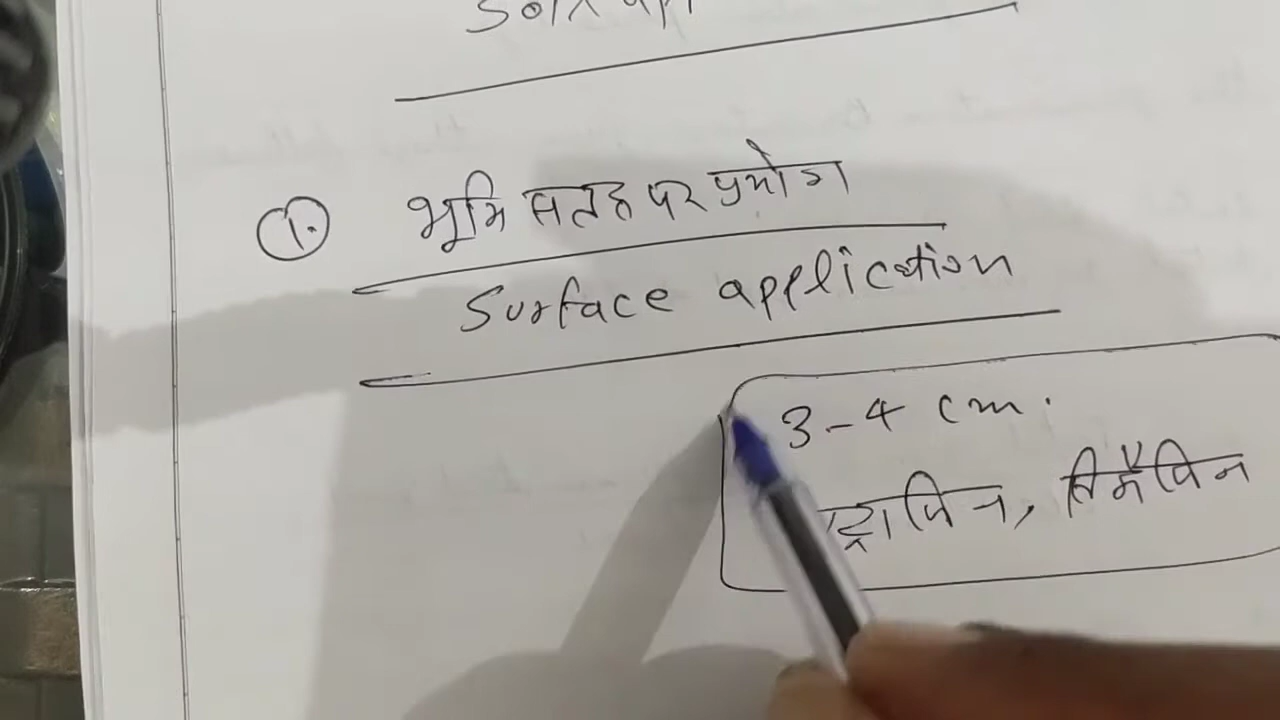 1. भूमि सतह पर प्रयोग
Surface application
3-4 cm.